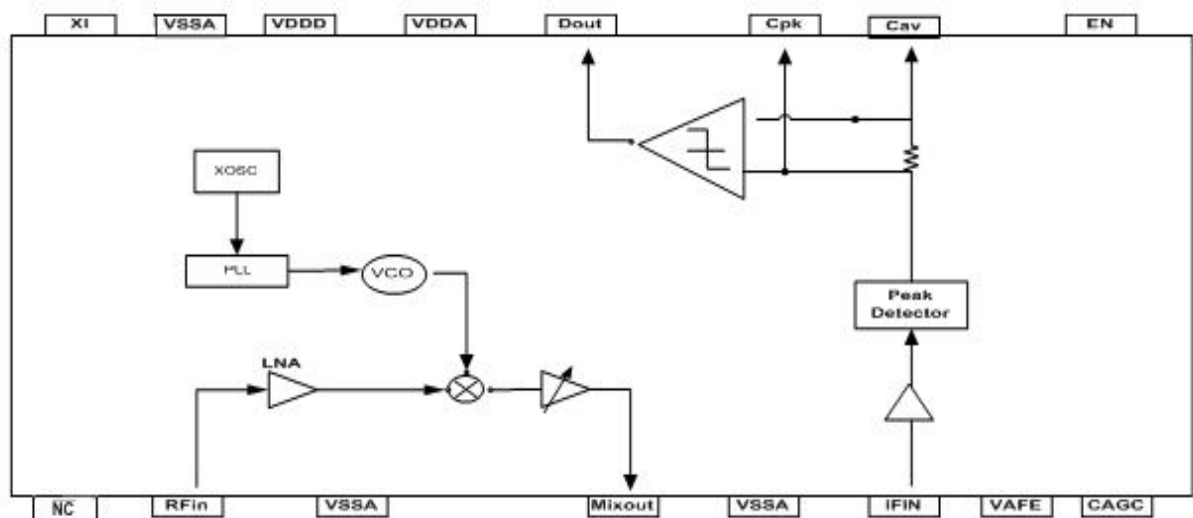 XI VSSA VDDD VDDA Dout Cpk Cav EN
XOSC
PLL
VCO
Peak
Detector
LNA
NC RFin VSSA Mixout VSSA IFIN VAFE CAGC